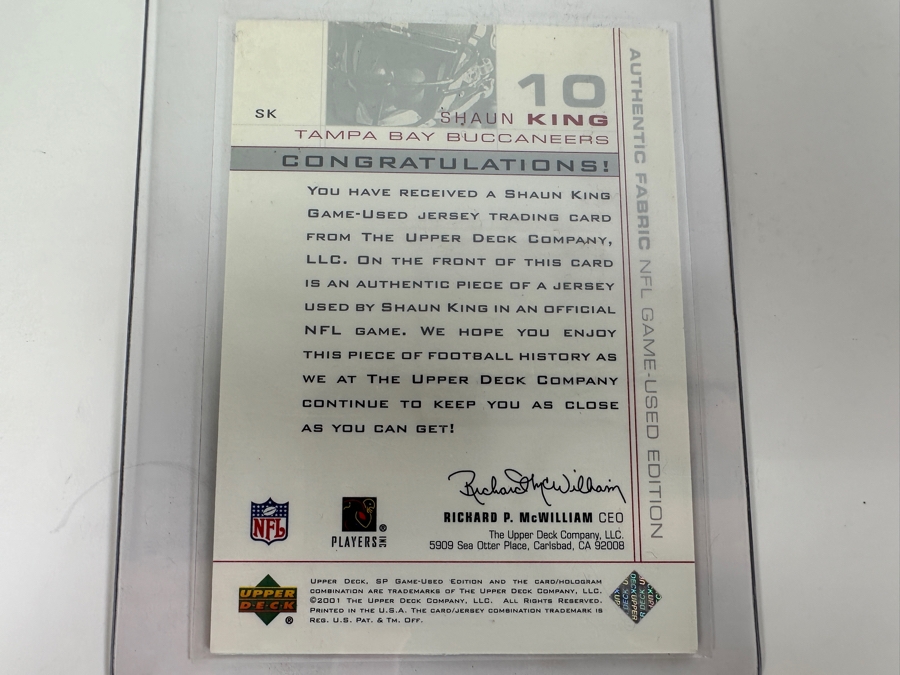 10
SK
SHAUN KING
TAMPA BAY BUCCANEERS
CONGRATULATIONS!
YOU HAVE RECEIVED A SHAUN KING
GAME-USED JERSEY TRADING CARD
FROM THE UPPER DECK COMPANY,
LLC. ON THE FRONT OF THIS CARD
IS AN AUTHENTIC PIECE OF A JERSEY
USED BY SHAUN KING IN AN OFFICIAL
NFL GAME. WE HOPE YOU ENJOY
THIS PIECE OF FOOTBALL HISTORY AS
WE AT THE UPPER DECK COMPANY
CONTINUE TO KEEP YOU AS CLOSE
AS YOU CAN GET!
Richard McWilliam
RICHARD P. McWILLIAM CEO
The Upper Deck Company, LLC.
5909 Sea Otter Place, Carlsbad, CA 92008
NFL
PLAYERS INC ®
AUTHENTIC FABRIC NFL GAME-USED EDITION
UPPER
DECK
®
UPPER DECK, SP GAME-USED EDITION AND THE CARD/HOLOGRAM
COMBINATION ARE TRADEMARKS OF THE UPPER DECK COMPANY, LLC.
©2001 THE UPPER DECK COMPANY, LLC. ALL RIGHTS RESERVED.
PRINTED IN THE U.S.A. THE CARD/JERSEY COMBINATION TRADEMARK IS
REG. U.S. PAT. & TM. OFF.